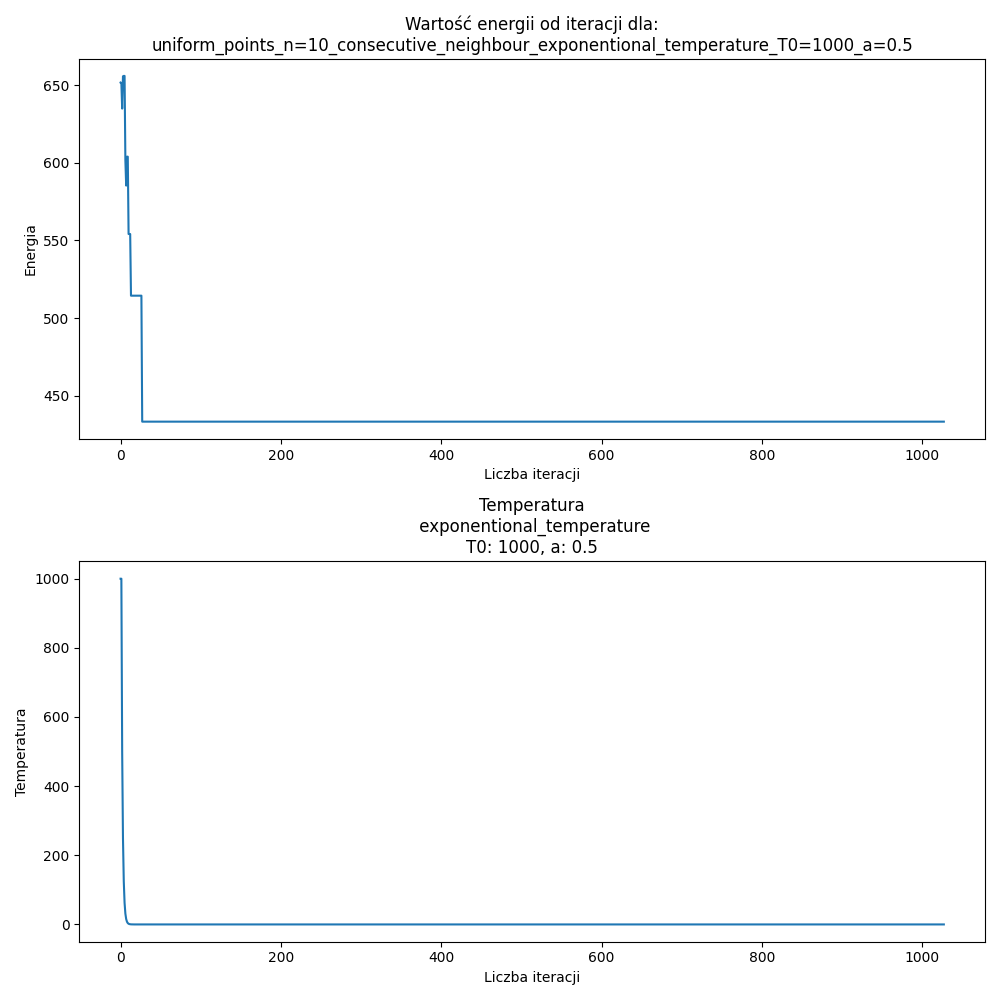 Wartość energii od iteracji dla:
uniform_points_n=10_consecutive_neighbour_exponentional_temperature_T0=1000_a=0.5
650
600
550
500
450
Energia
0 200 400 600 800 1000
Liczba iteracji
Temperatura
exponentional_temperature
T0: 1000, a: 0.5
1000
800
600
400
200
0
Temperatura
0 200 400 600 800 1000
Liczba iteracji